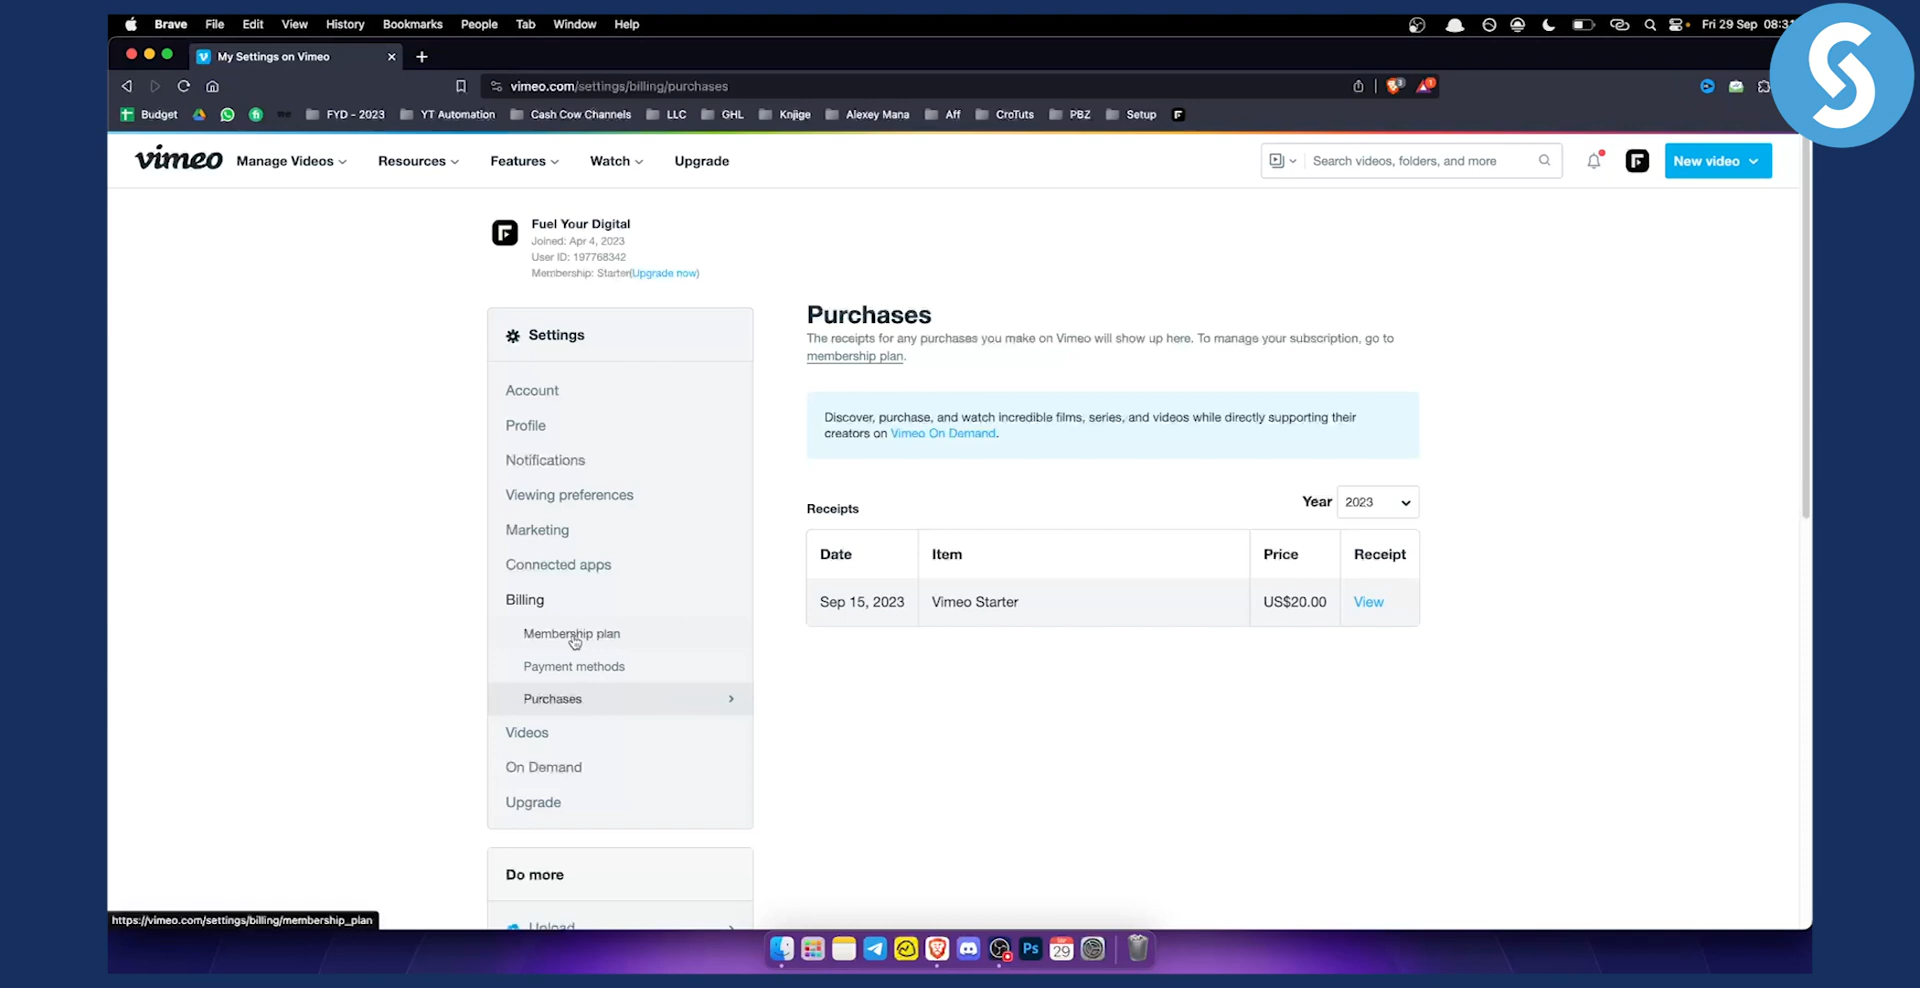 Brave File Edit View History Bookmarks People Tab Window Help
Fri 29 Sep 08:3
My Settings on Vimeo
vimeo.com/settings/billing/purchases
Budget FYD - 2023 YT Automation Cash Cow Channels LLC GHL Knjige Alexey Mana Aff CroTuts PBZ Setup
vimeo Manage Videos Resources Features Watch Upgrade
Search videos, folders, and more
New video
Fuel Your Digital
Joined: Apr 4, 2023
User ID: 197768342
Membership: Starter(Upgrade now)
Settings
Account
Profile
Notifications
Viewing preferences
Marketing
Connected apps
Billing
Membership plan
Payment methods
Purchases
Videos
On Demand
Upgrade
Do more
Upload
Purchases
The receipts for any purchases you make on Vimeo will show up here. To manage your subscription, go to
membership plan.
Discover, purchase, and watch incredible films, series, and videos while directly supporting their
creators on Vimeo On Demand.
Receipts
Year 2023
Date Item Price Receipt
Sep 15, 2023 Vimeo Starter US$20.00 View
https://vimeo.com/settings/billing/membership_plan
Ps
29